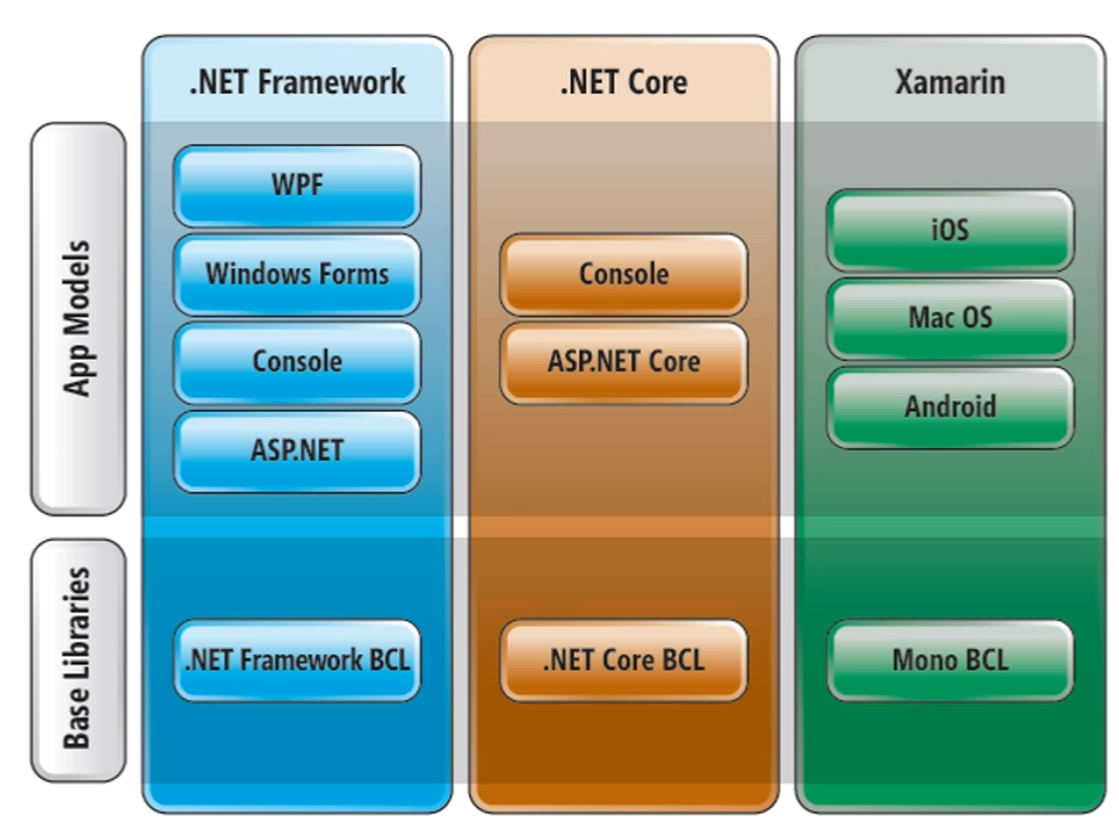 .NET Framework
.NET Core
Xamarin
App Models
WPF
Windows Forms
Console
ASP.NET
Console
ASP.NET Core
iOS
Mac OS
Android
Base Libraries
.NET Framework BCL
.NET Core BCL
Mono BCL